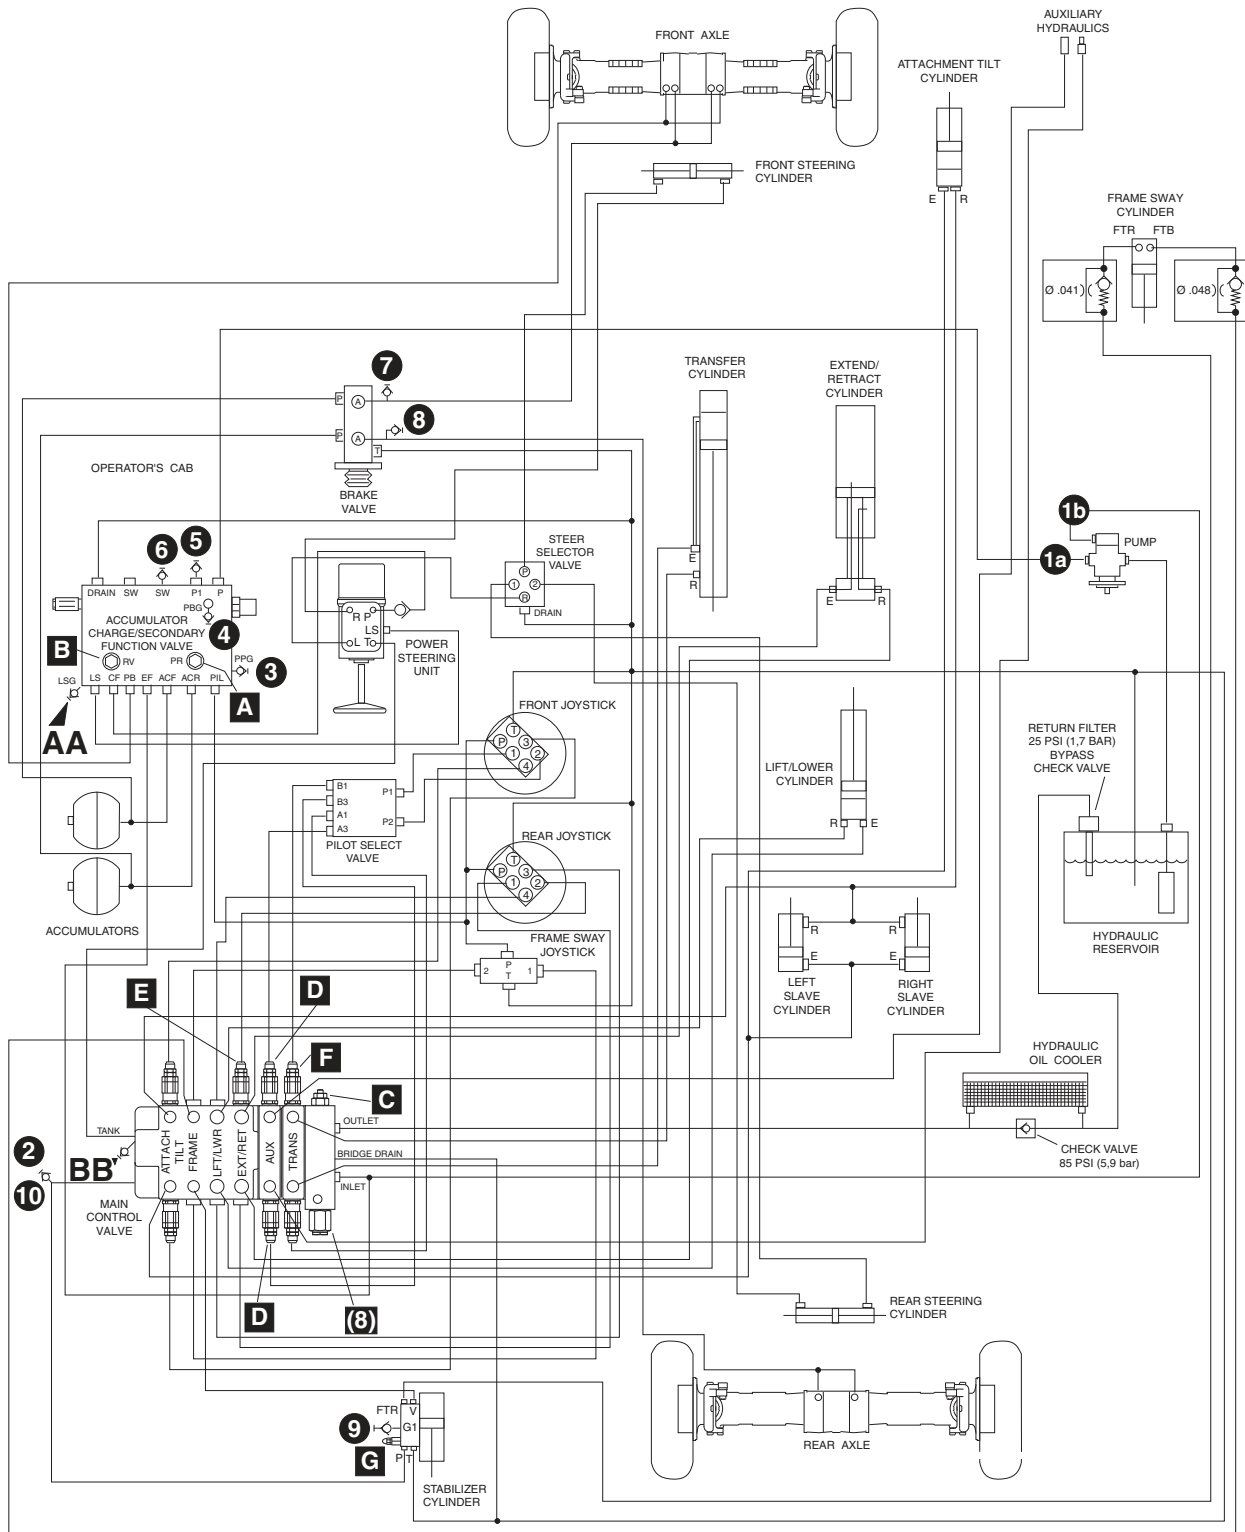 FRONT AXLE
AUXILIARY
HYDRAULICS
ATTACHMENT TILT
CYLINDER
E R
FRONT STEERING
CYLINDER
FRAME SWAY
CYLINDER
FTR FTB
Ø .041
Ø .048
7
8
P
A
P
A
T
BRAKE
VALVE
OPERATOR'S CAB
TRANSFER
CYLINDER
E
R
EXTEND/
RETRACT
CYLINDER
E R
1b
1a
PUMP
6
5
STEER
SELECTOR
VALVE
P
1 2
R
DRAIN
DRAIN SW SW P1 P
PBG
ACCUMULATOR
CHARGE/SECONDARY
FUNCTION VALVE
4
B
RV
PR
PPG
3
LSG
LS CF PB EF ACF ACR PIL
A
AA
R P
LS
L T
POWER
STEERING
UNIT
FRONT JOYSTICK
T
P 3
1 2
4
RETURN FILTER
25 PSI (1,7 BAR)
BYPASS
CHECK VALVE
LIFT/LOWER
CYLINDER
R E
B1
B3
A1
A3
P1
P2
PILOT SELECT
VALVE
REAR JOYSTICK
T
P 3
1 2
4
ACCUMULATORS
FRAME SWAY
JOYSTICK
2 P 1
T
R R
E E
LEFT
SLAVE
CYLINDER
RIGHT
SLAVE
CYLINDER
HYDRAULIC
RESERVOIR
E
D
F
C
HYDRAULIC
OIL COOLER
TANK
OUTLET
BRIDGE DRAIN
INLET
CHECK VALVE
85 PSI (5,9 bar)
2
10
BB
ATTACH
TILT
FRAME
LFT/LWR
EXT/RET
AUX
TRANS
MAIN
CONTROL
VALVE
D
(8)
REAR STEERING
CYLINDER
FTR V
G1
9
G
P T
STABILIZER
CYLINDER
REAR AXLE